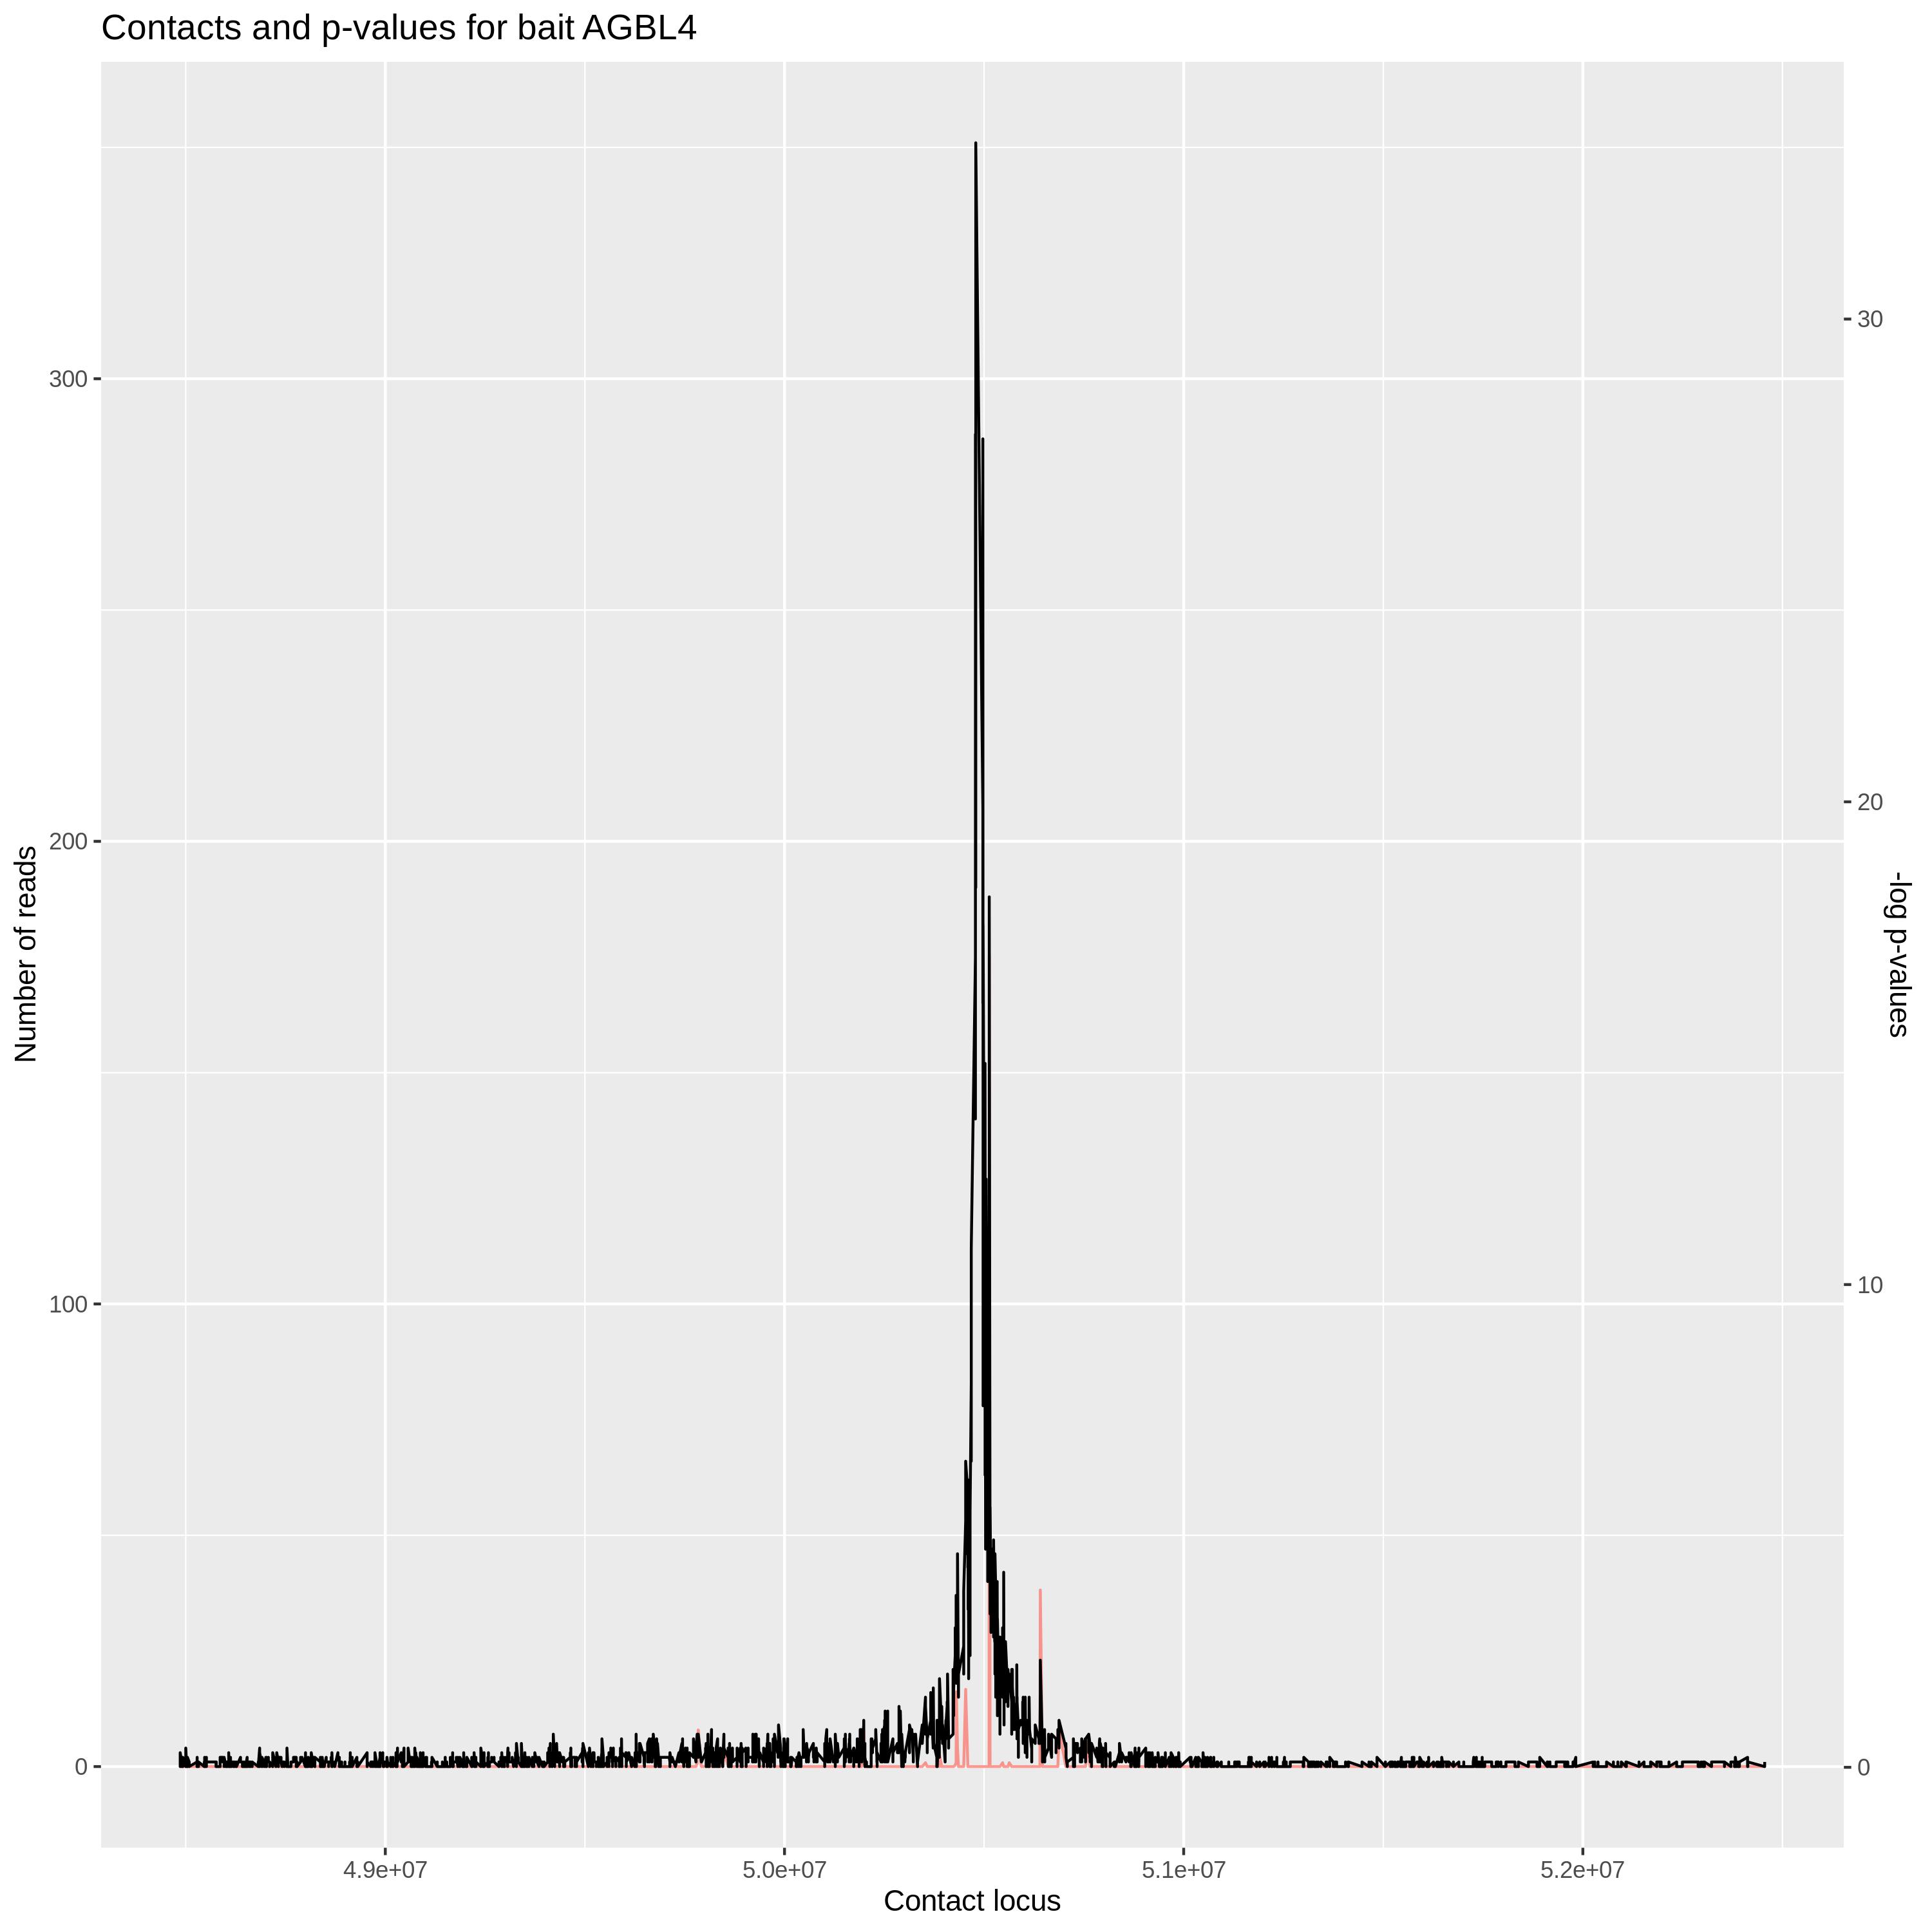 Contacts and p-values for bait AGBL4
300
200
100
0
Number of reads
30
20
10
0
-log p-values
4.9e+07
5.0e+07
5.1e+07
5.2e+07
Contact locus